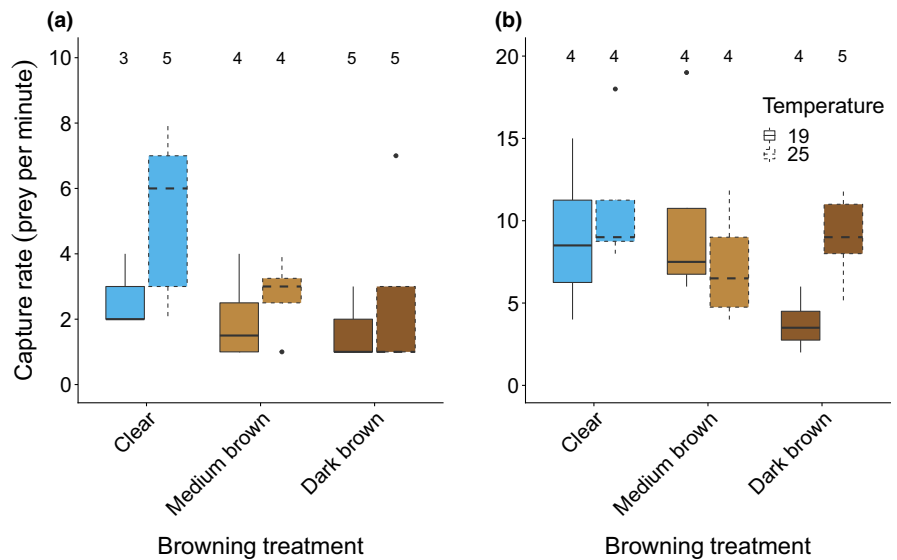 (a)
(b)
3 5 4 4 5 5
4 4 4 4 4 5
Capture rate (prey per minute)
10
8
6
4
2
0
20
15
10
5
0
Temperature
19
25
Clear
Medium brown
Dark brown
Clear
Medium brown
Dark brown
Browning treatment
Browning treatment